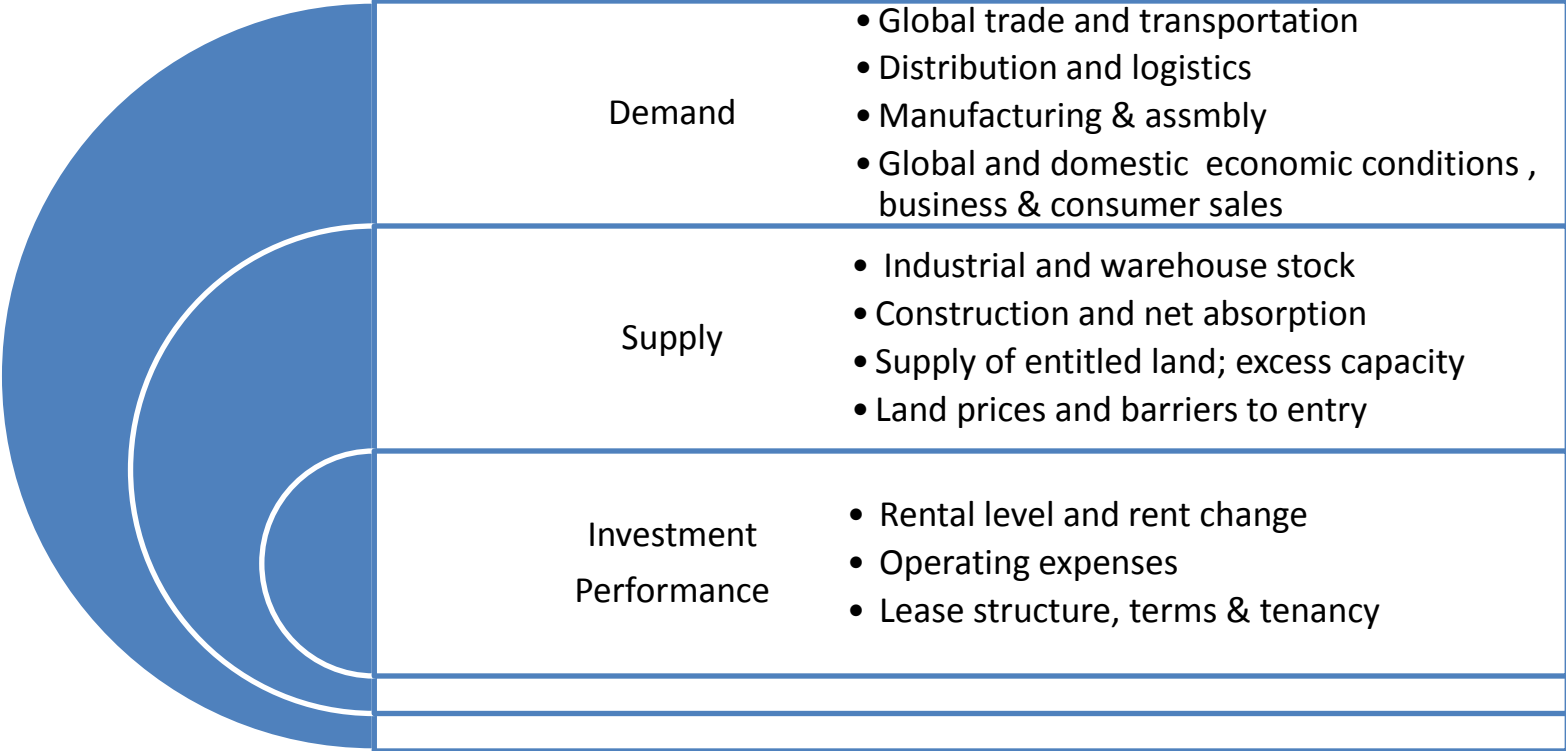 Demand
• Global trade and transportation
• Distribution and logistics
• Manufacturing & assmbly
• Global and domestic  economic conditions ,
business & consumer sales
Supply
• Industrial and warehouse stock
• Construction and net absorption
• Supply of entitled land; excess capacity
• Land prices and barriers to entry
Investment
Performance
• Rental level and rent change
• Operating expenses
• Lease structure, terms & tenancy